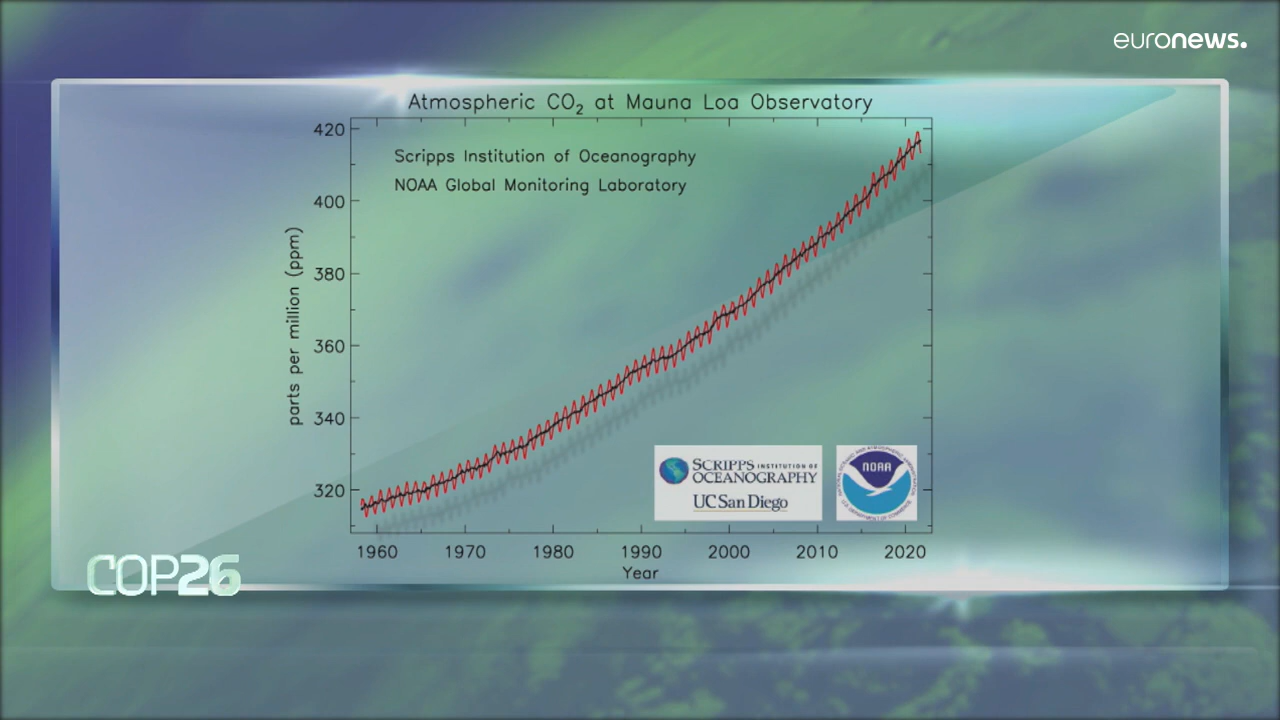 euronews.
Atmospheric CO₂ at Mauna Loa Observatory
Scripps Institution of Oceanography
NOAA Global Monitoring Laboratory
parts per million (ppm)
420
400
380
360
340
320
1960 1970 1980 1990 2000 2010 2020
Year
SCRIPPS INSTITUTION OF
OCEANOGRAPHY
UC San Diego
NOAA
COP26